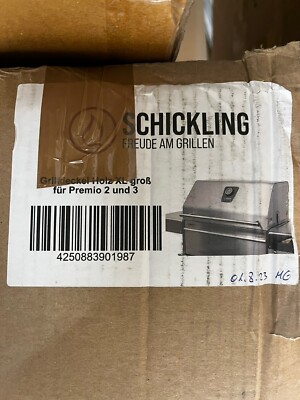 SCHICKLING
FREUDE AM GRILLEN
Grilldeckel Holz XL groß
für Premio 2 und 3
4250883901987
01.8.23 MG